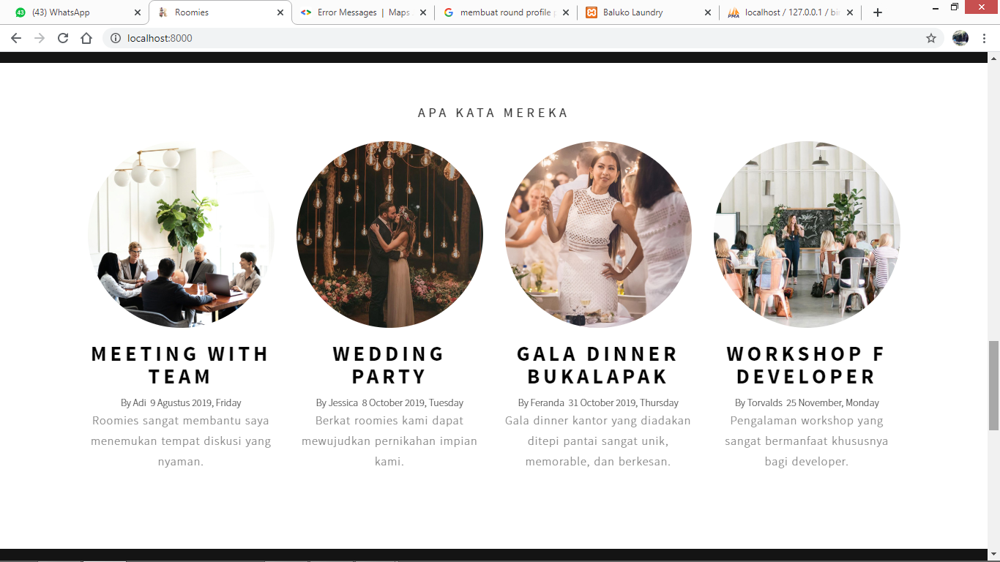 (43) WhatsApp
Roomies
Error Messages | Maps
membuat round profile
Baluko Laundry
localhost / 127.0.0.1 / bi
localhost:8000
APA KATA MEREKA
MEETING WITH
TEAM
By Adi 9 Agustus 2019, Friday
Roomies sangat membantu saya
menemukan tempat diskusi yang
nyaman.
WEDDING
PARTY
By Jessica 8 October 2019, Tuesday
Berkat roomies kami dapat
mewujudkan pernikahan impian
kami.
GALA DINNER
BUKALAPAK
By Feranda 31 October 2019, Thursday
Gala dinner kantor yang diadakan
ditepi pantai sangat unik,
memorable, dan berkesan.
WORKSHOP F
DEVELOPER
By Torvalds 25 November, Monday
Pengalaman workshop yang
sangat bermanfaat khususnya
bagi developer.